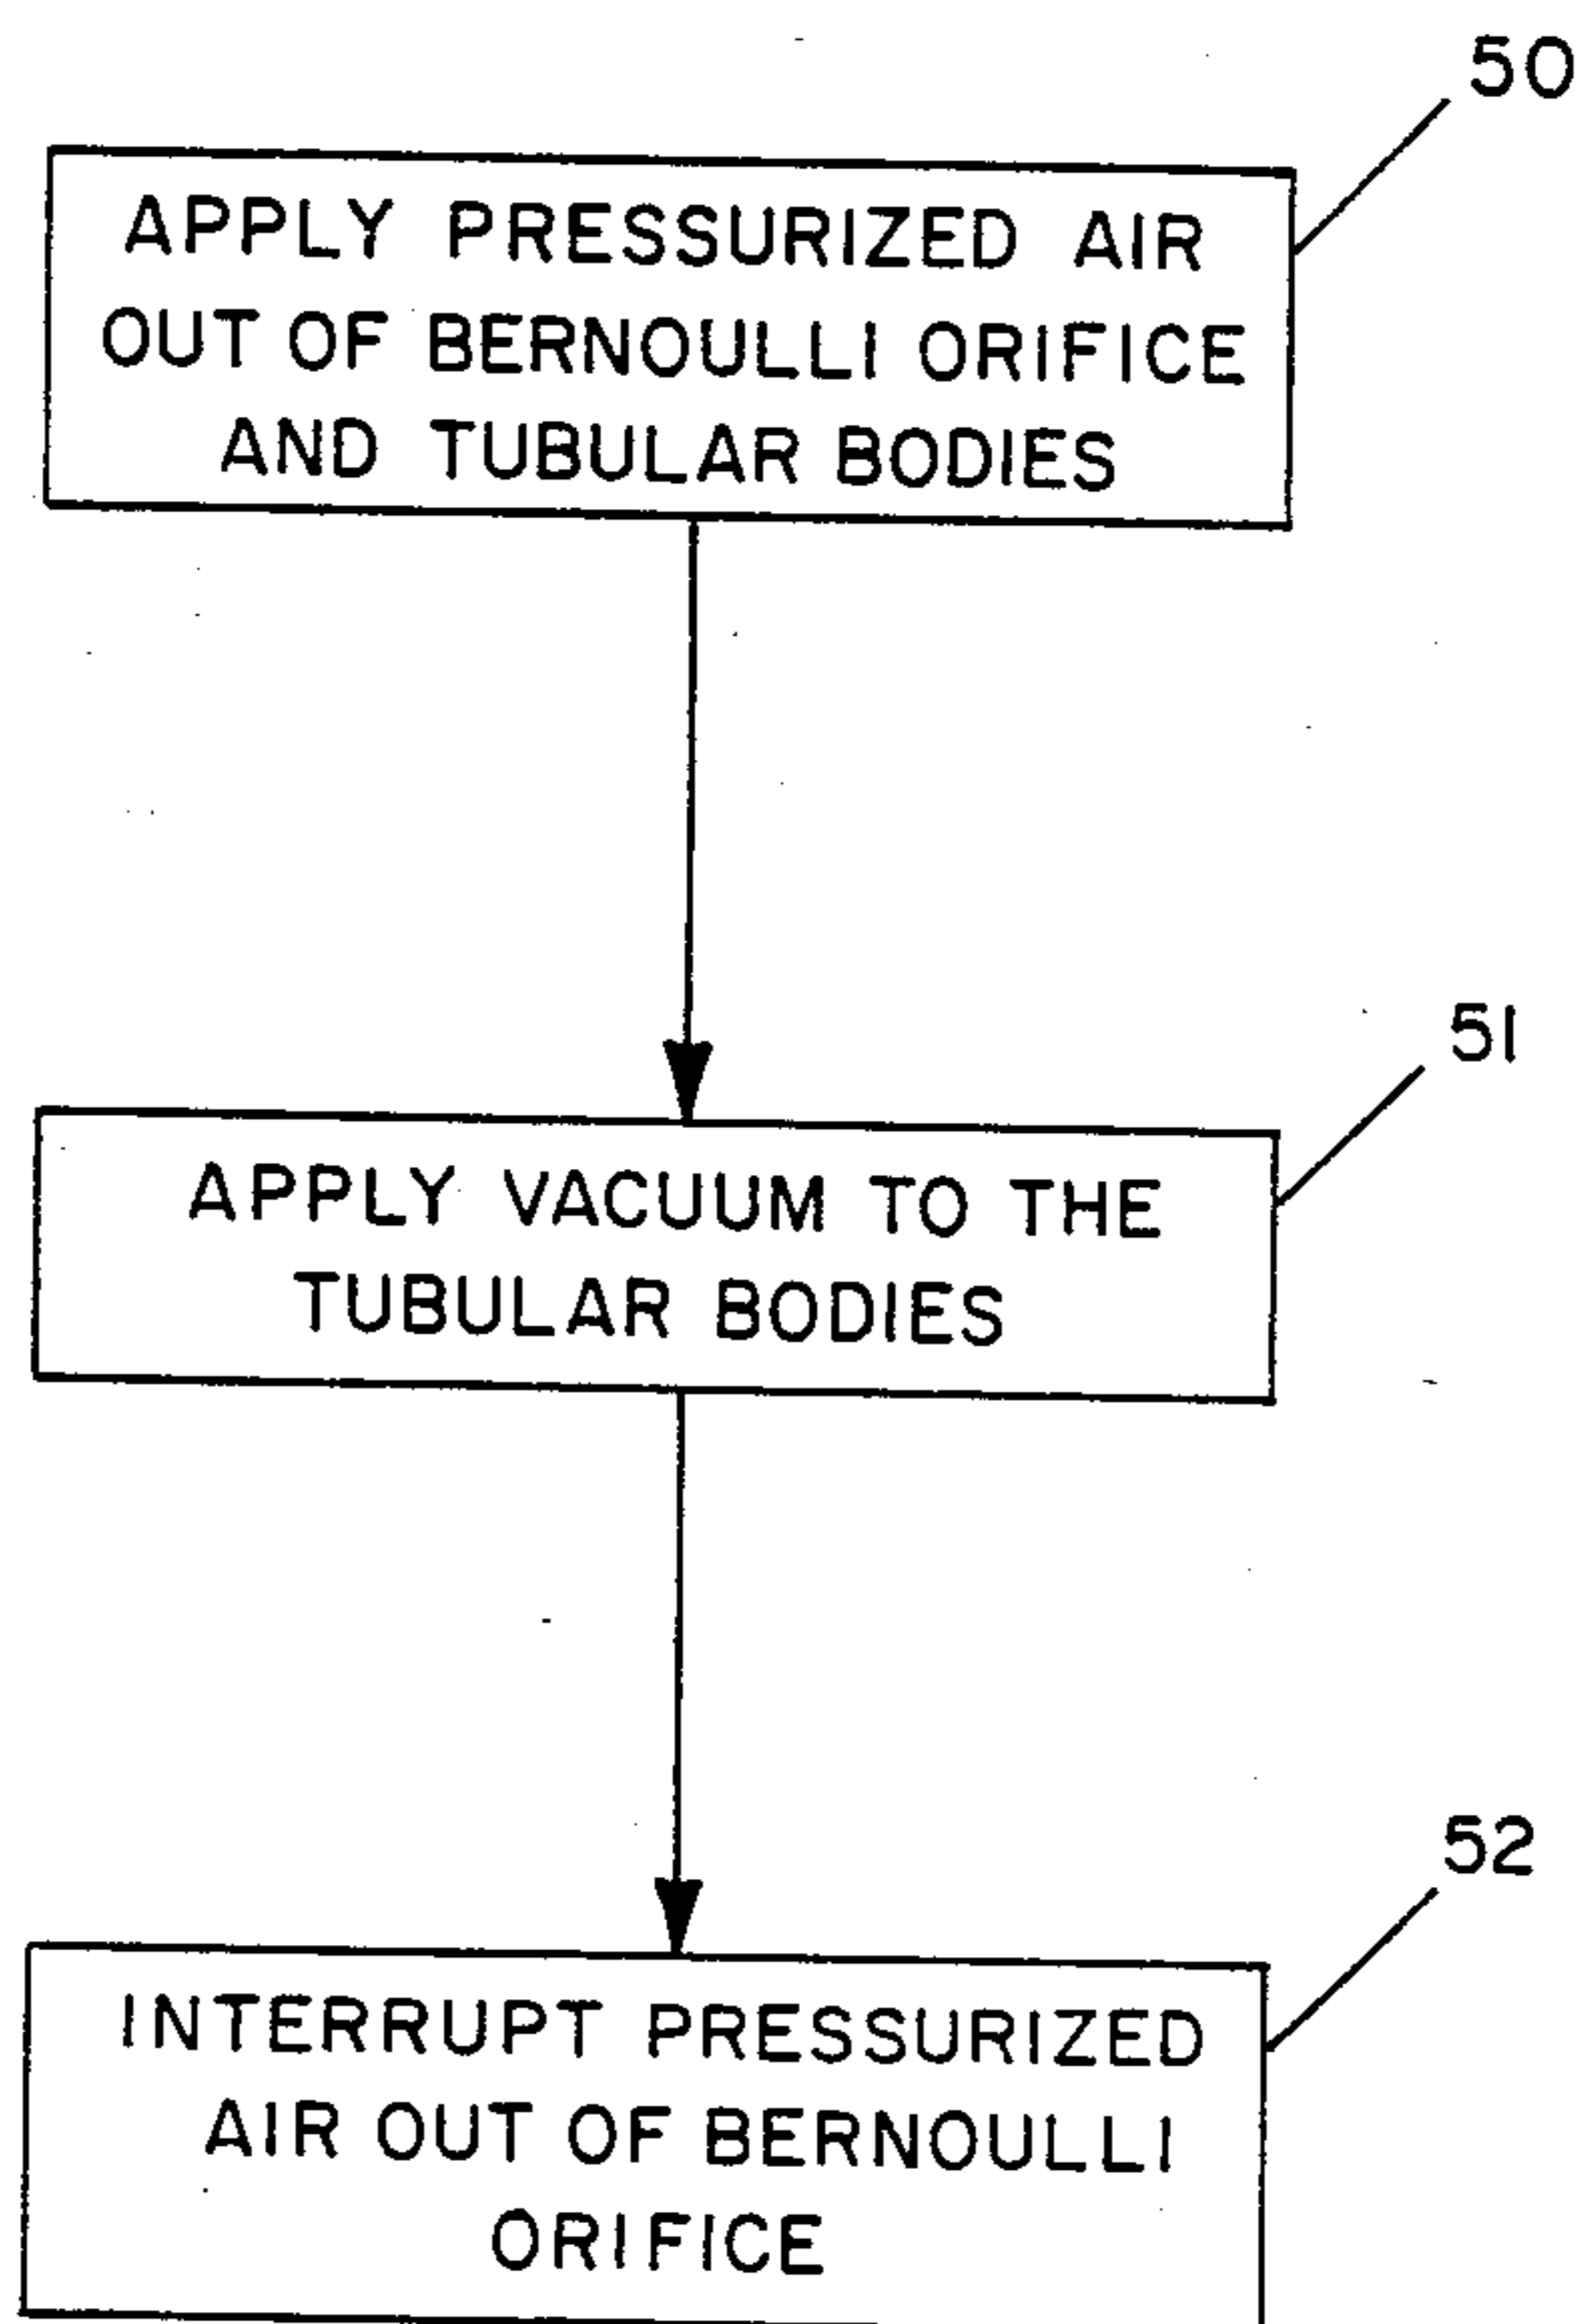 50
APPLY PRESSURIZED AIR
OUT OF BERNOULLI ORIFICE
AND TUBULAR BODIES
51
APPLY VACUUM TO THE
TUBULAR BODIES
52
INTERRUPT PRESSURIZED
AIR OUT OF BERNOULLI
ORIFICE